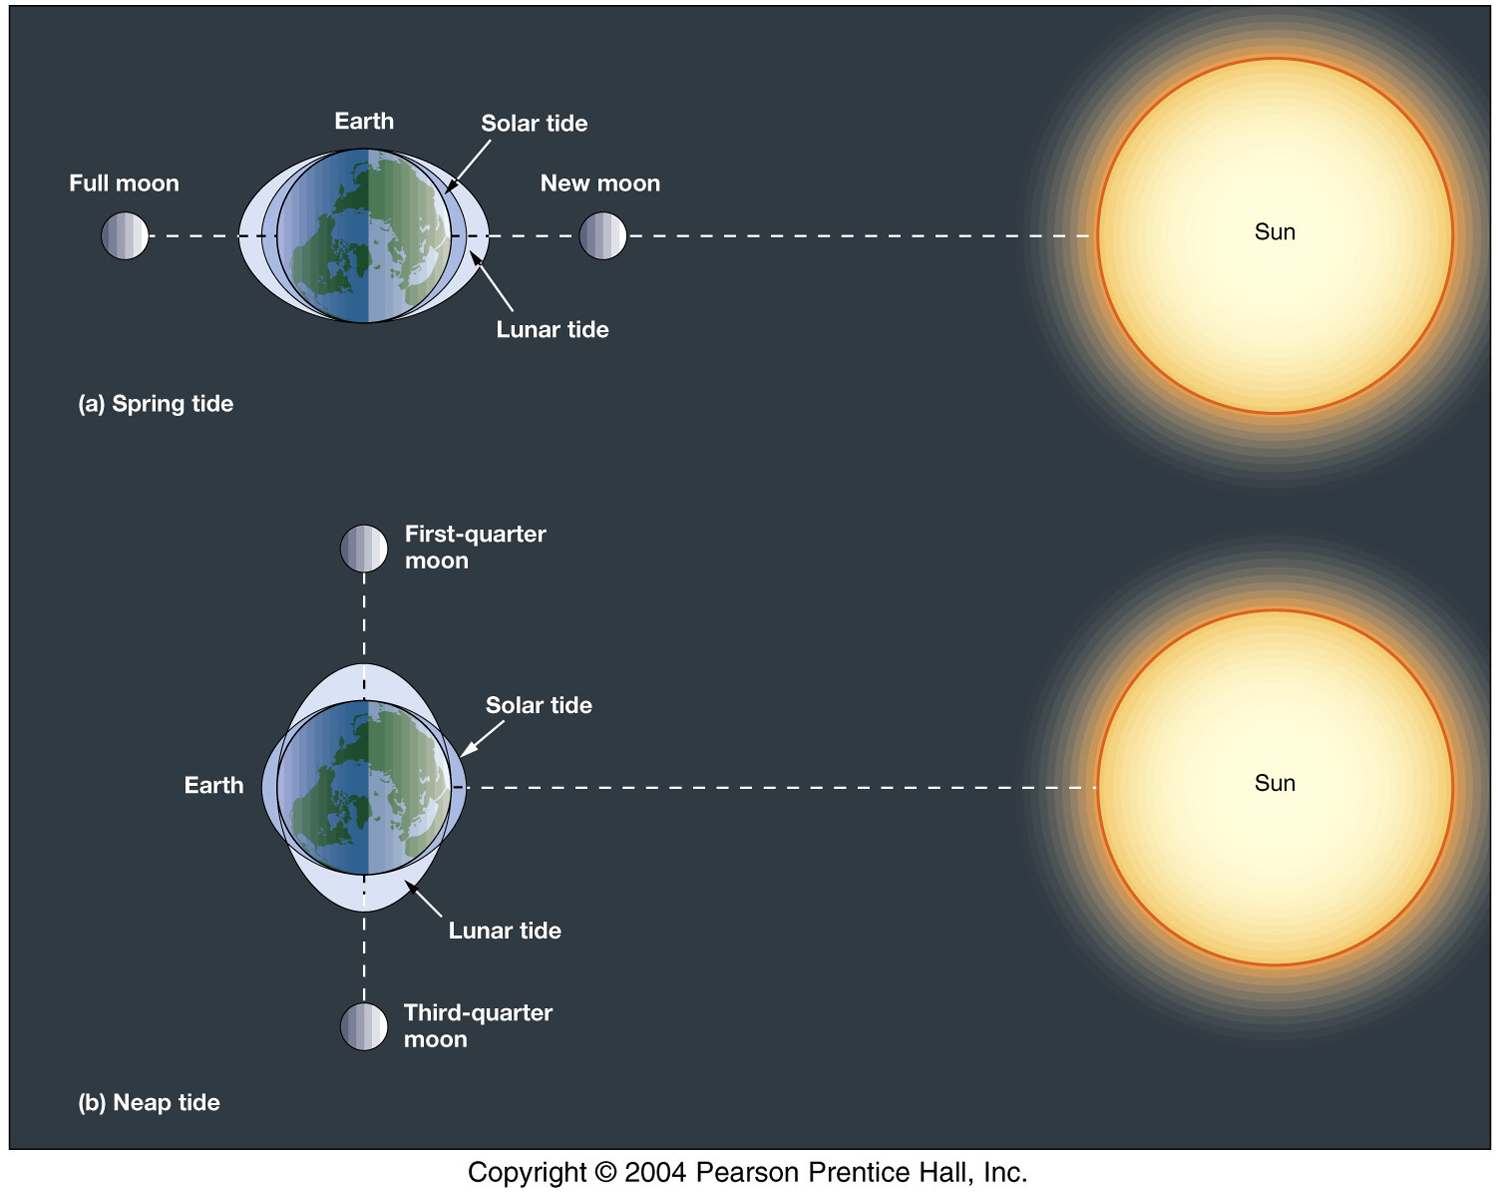 Earth
Solar tide
Full moon
New moon
Sun
Lunar tide
(a) Spring tide
First-quarter
moon
Solar tide
Earth
Sun
Lunar tide
Third-quarter
moon
(b) Neap tide
Copyright © 2004 Pearson Prentice Hall, Inc.